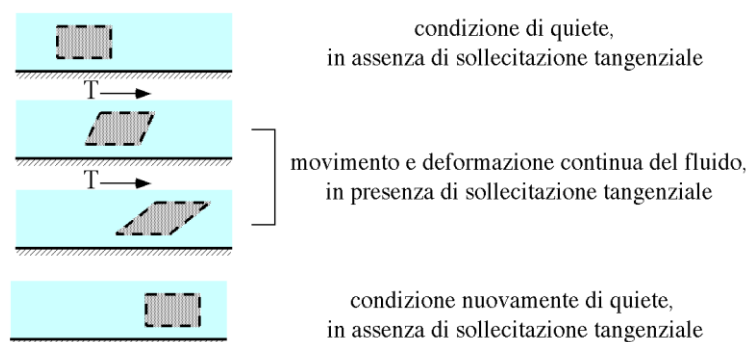 condizione di quiete,
in assenza di sollecitazione tangenziale
T
T
movimento e deformazione continua del fluido,
in presenza di sollecitazione tangenziale
condizione nuovamente di quiete,
in assenza di sollecitazione tangenziale